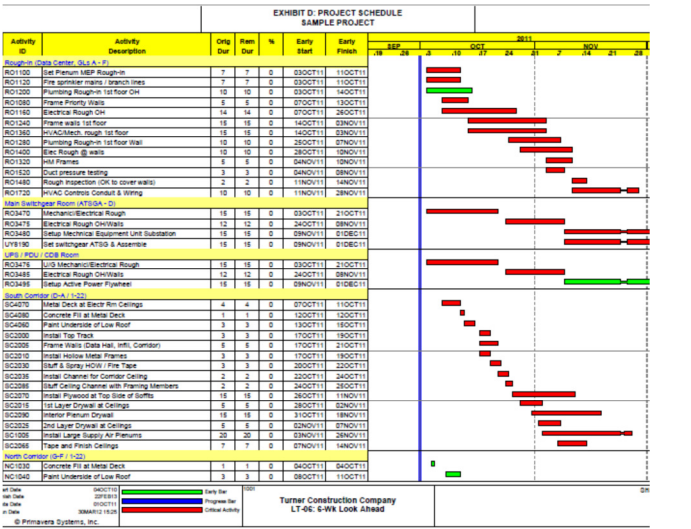 EXHIBIT D: PROJECT SCHEDULE
SAMPLE PROJECT
Activity ID Activity Description Orig Dur Rem Dur % Early Start Early Finish 2011
SEP OCT NOV
.19 .26 .3 .10 17 24 31 7 14 21 28
Rough-in (Data Center, GLs A - F)
RO1100 Set Plenum MEP Rough-in 7 7 0 03OCT11 11OCT11
RO1120 Fire sprinkler mains / branch lines 7 7 0 03OCT11 11OCT11
RO1200 Plumbing Rough-in 1st floor OH 10 10 0 03OCT11 14OCT11
RO1080 Frame Priority Walls 5 5 0 07OCT11 13OCT11
RO1160 Electrical Rough OH 14 14 0 07OCT11 26OCT11
RO1240 Frame walls 1st floor 15 15 0 14OCT11 03NOV11
RO1360 HVAC/Mech. rough 1st floor 15 15 0 14OCT11 03NOV11
RO1280 Plumbing Rough-in 1st floor Wall 10 10 0 25OCT11 07NOV11
RO1400 Elec Rough @ walls 10 10 0 28OCT11 10NOV11
RO1320 HM Frames 5 5 0 04NOV11 10NOV11
RO1520 Duct pressure testing 3 3 0 04NOV11 08NOV11
RO1480 Rough Inspection (OK to cover walls) 2 2 0 11NOV11 14NOV11
RO1720 HVAC Controls Conduit & Wiring 10 10 0 11NOV11 28NOV11
Main Switchgear Room (ATSGA - D)
RO3470 Mechanicl/Electrical Rough 15 15 0 03OCT11 21OCT11
RO3475 Electrical Rough OH/Walls 12 12 0 24OCT11 08NOV11
RO3480 Setup Mechnical Equipment Unit Substation 15 15 0 09NOV11 01DEC11
UY8190 Set switchgear ATSG & Assemble 15 15 0 09NOV11 01DEC11
UPS / PDU / CDB Room
RO3476 U/G Mechanicl/Electrical Rough 15 15 0 03OCT11 21OCT11
RO3485 Electrical Rough OH/Walls 12 12 0 24OCT11 08NOV11
RO3495 Setup Active Power Flywheel 15 15 0 09NOV11 01DEC11
South Corridor (D-A / 1-22)
SC4070 Metal Deck at Electr Rm Ceilings 4 4 0 07OCT11 11OCT11
SC4080 Concrete Fill at Metal Deck 1 1 0 12OCT11 12OCT11
SC4060 Paint Underside of Low Roof 3 3 0 13OCT11 15OCT11
SC2000 Install Top Track 3 3 0 17OCT11 19OCT11
SC2005 Frame Walls (Data Hall, Infil, Corridor) 5 5 0 17OCT11 21OCT11
SC2010 Install Hollow Metal Frames 3 3 0 17OCT11 19OCT11
SC2030 Stuff & Spray HOW / Fire Tape 3 3 0 20OCT11 22OCT11
SC2035 Install Channel for Corridor Ceiling 2 2 0 22OCT11 24OCT11
SC2085 Stuff Ceiling Channel with Framing Members 2 2 0 24OCT11 25OCT11
SC2070 Install Plywood at Top Side of Soffits 15 15 0 26OCT11 11NOV11
SC2015 1st Layer Drywall at Ceilings 5 5 0 28OCT11 02NOV11
SC2090 Interior Plenum Drywall 15 15 0 31OCT11 18NOV11
SC2025 2nd Layer Drywall at Ceilings 5 5 0 02NOV11 07NOV11
SC1005 Install Large Supply Air Plenums 20 20 0 03NOV11 26NOV11
SC2065 Tape and Finish Ceilings 7 7 0 07NOV11 14NOV11
North Corridor (G-F / 1-22)
NC1030 Concrete Fill at Metal Deck 1 1 0 04OCT11 04OCT11
NC1040 Paint Underside of Low Roof 3 3 0 08OCT11 11OCT11
art Date 04OCT10
ish Date 22FEB13
ta Date 01OCT11
n Date 30MAR12 15:25
© Primavera Systems, Inc.
Early Bar
Progress Bar
Critical Activity
1001
Turner Construction Company
LT-06: 6-Wk Look Ahead